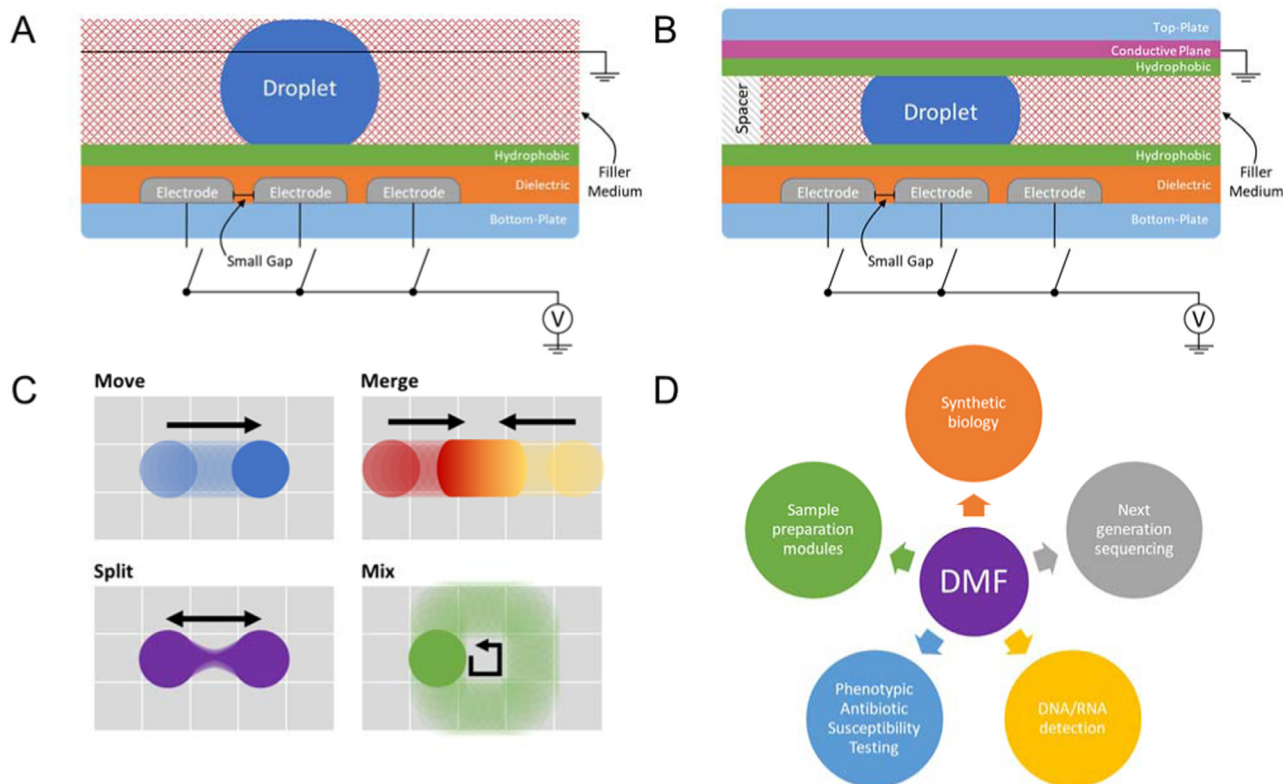 A
Droplet
Hydrophobic
Electrode
Electrode
Electrode
Dielectric
Bottom-Plate
Small Gap
Filler
Medium
V
B
Top-Plate
Conductive Plane
Hydrophobic
Spacer
Droplet
Hydrophobic
Electrode
Electrode
Electrode
Dielectric
Bottom-Plate
Small Gap
Filler
Medium
V
C
Move
Merge
Split
Mix
D
Synthetic
biology
Sample
preparation
modules
Next
generation
sequencing
DMF
Phenotypic
Antibiotic
Susceptibility
Testing
DNA/RNA
detection